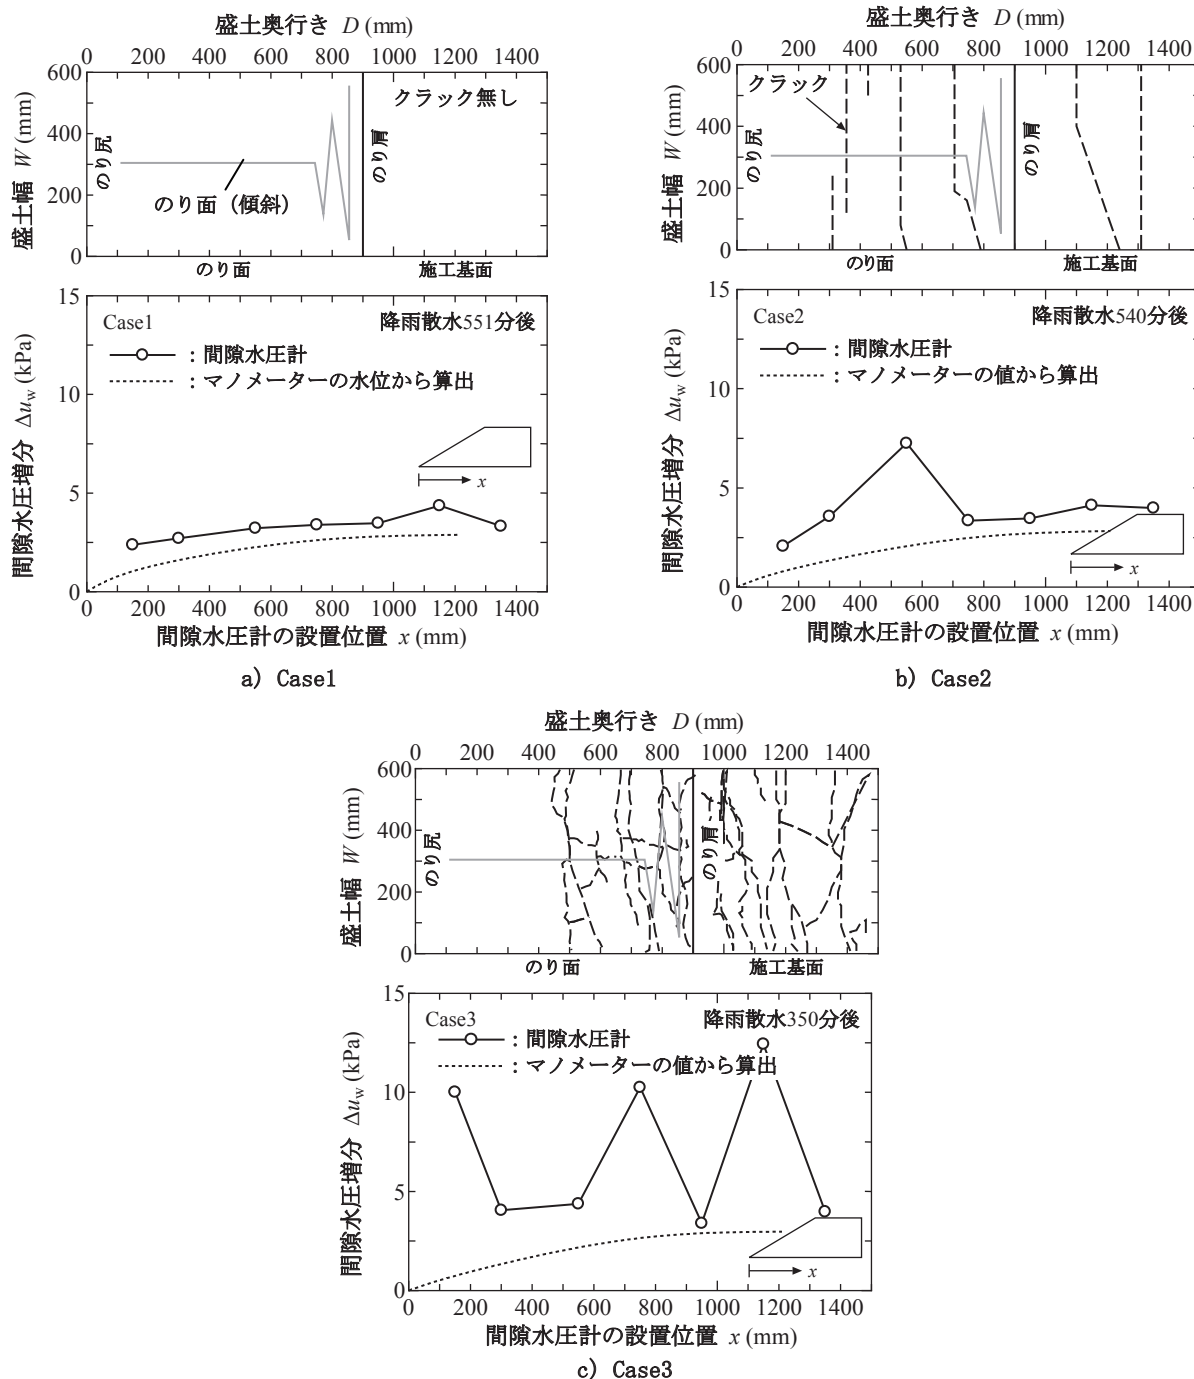 盛土奥行き D (mm)
0 200 400 600 800 1000 1200 1400
600
400
200
0
盛土幅 W (mm)
のり尻
のり肩
クラック無し
のり面（傾斜）
のり面
施工基面
15
10
5
0
間隙水圧増分 Δuw (kPa)
Case1
降雨散水551分後
：間隙水圧計
：マノメーターの水位から算出
x
0 200 400 600 800 1000 1200 1400
間隙水圧計の設置位置 x (mm)
a) Case1
盛土奥行き D (mm)
0 200 400 600 800 1000 1200 1400
600
400
200
0
盛土幅 W (mm)
クラック
のり尻
のり肩
のり面
施工基面
15
10
5
0
間隙水圧増分 Δuw (kPa)
Case2
降雨散水540分後
：間隙水圧計
：マノメーターの値から算出
x
0 200 400 600 800 1000 1200 1400
間隙水圧計の設置位置 x (mm)
b) Case2
盛土奥行き D (mm)
0 200 400 600 800 1000 1200 1400
600
400
200
0
盛土幅 W (mm)
のり尻
のり肩
のり面
施工基面
15
10
5
0
間隙水圧増分 Δuw (kPa)
Case3
降雨散水350分後
：間隙水圧計
：マノメーターの値から算出
x
0 200 400 600 800 1000 1200 1400
間隙水圧計の設置位置 x (mm)
c) Case3